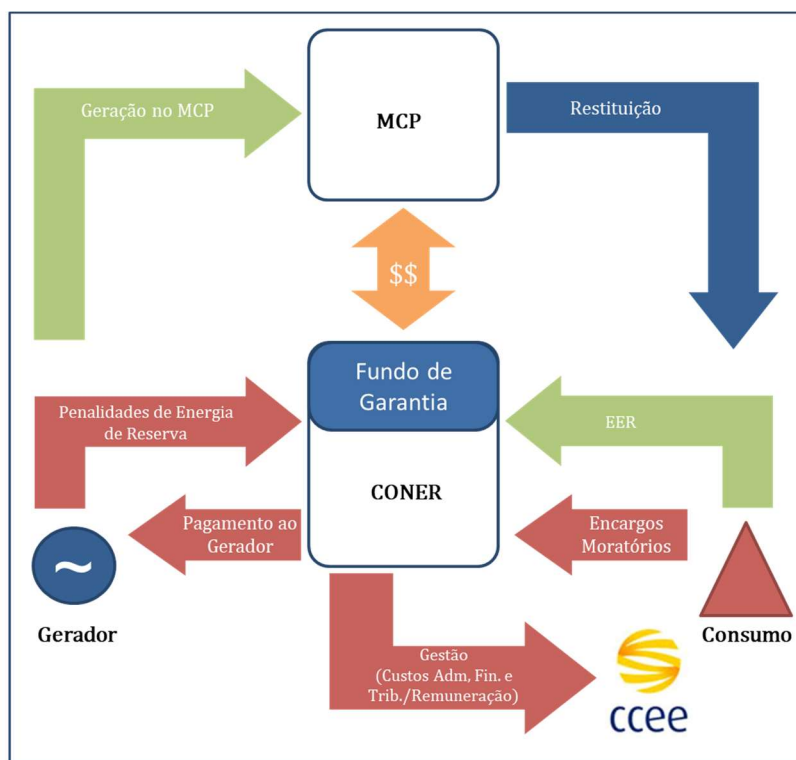 Geração no MCP
MCP
Restituição
$$
Fundo de
Garantia
Penalidades de Energia
de Reserva
EER
CONER
Pagamento ao
Gerador
Encargos
Moratórios
~
Gerador
Consumo
Gestão
(Custos Adm, Fin. e
Trib./Remuneração)
ccee